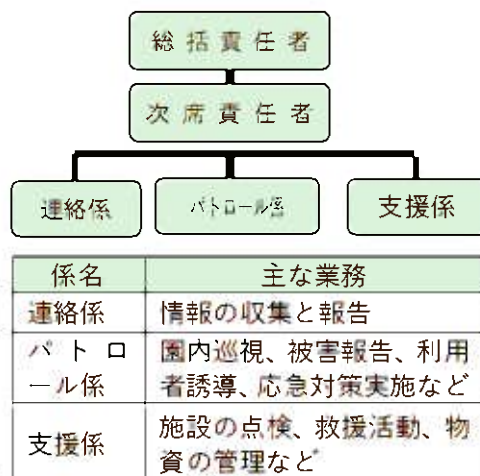 総括責任者
次席責任者
連絡係
パトロール係
支援係
係名
主な業務
連絡係
情報の収集と報告
パトロ
ール係
園内巡視、被害報告、利用
者誘導、応急対策実施など
支援係
施設の点検、救援活動、物
資の管理など